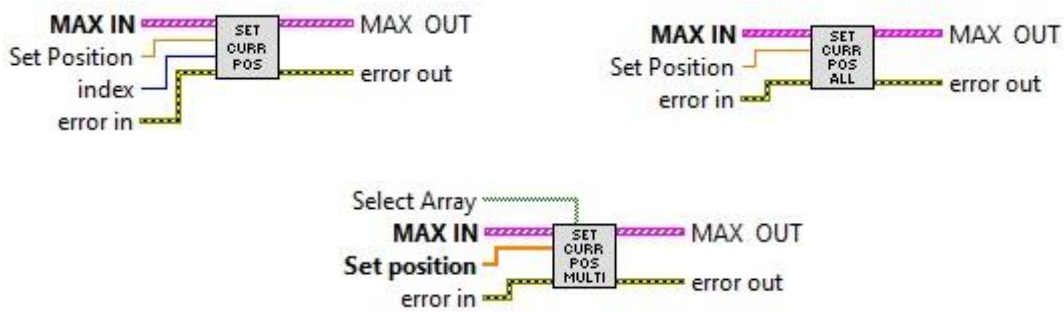 MAX IN
Set Position
index
error in
SET
CURR
POS
MAX OUT
error out
MAX IN
Set Position
error in
SET
CURR
POS
ALL
MAX OUT
error out
Select Array
MAX IN
Set position
error in
SET
CURR
POS
MULTI
MAX OUT
error out